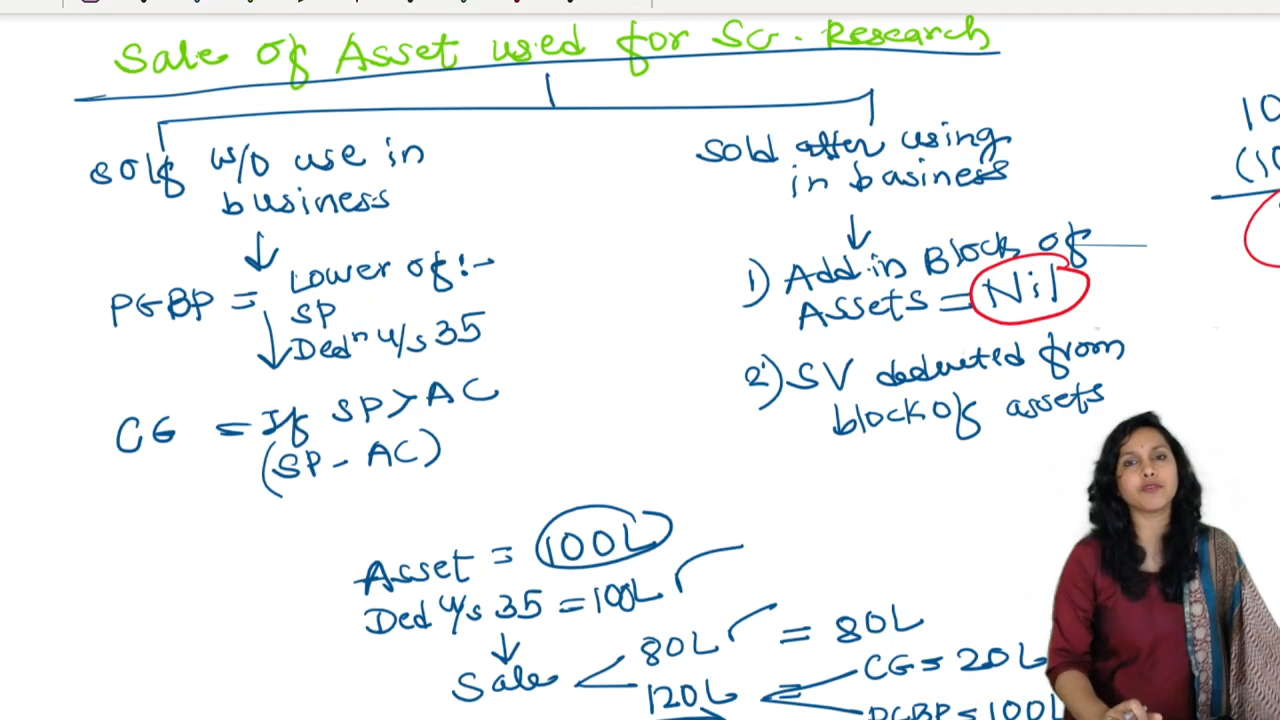 Sale of Asset used for Sc. Research
sold w/o use in
business
PGBP = Lower of:-
SP
Dedn u/s 35
CG = If SP > AC
(SP - AC)
Sold after using
in business
1) Add in Block of
Assets = Nil
2) SV deducted from
block of assets
Asset = 100L
Ded u/s 35 = 100L
Sale
80L = 80L
120L = CG = 20L
PGBP = 100L
10
(10